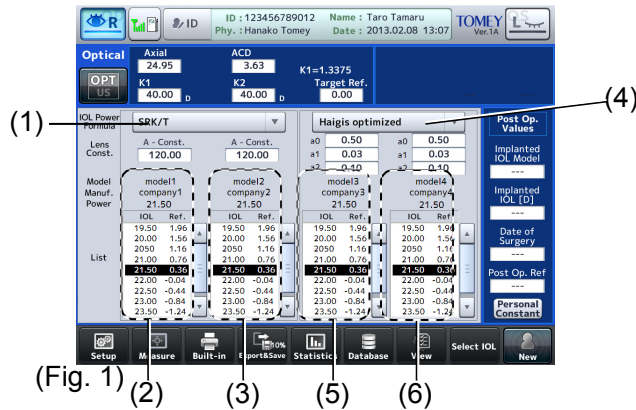 R
ID
ID : 123456789012 Name : Taro Tamaru
Phy. : Hanako Tomey Date : 2013.02.08 13:07
TOMEY
Ver.1A
Optical
OPT
US
Axial
24.95
ACD
3.63
K1=1.3375
K1
40.00 D
K2
40.00 D
Target Ref.
0.00
(1)
(4)
IOL Power
Formula
SRK/T
Haigis optimized
Lens
Const.
A - Const.
120.00
A - Const.
120.00
a0 0.50 a0 0.50
a1 0.03 a1 0.03
a2 0.10 a2 0.10
Model
Manuf.
Power
model1 model2 model3 model4
company1 company2 company3 company4
21.50 21.50 21.50 21.50
List
IOL Ref. IOL Ref. IOL Ref. IOL Ref.
19.50 1.96 19.50 1.96 19.50 1.96 19.50 1.96
20.00 1.56 20.00 1.56 20.00 1.56 20.00 1.56
2050 1.16 2050 1.16 2050 1.16 2050 1.16
21.00 0.76 21.00 0.76 21.00 0.76 21.00 0.76
21.50 0.36 21.50 0.36 21.50 0.36 21.50 0.36
22.00 -0.04 22.00 -0.04 22.00 -0.04 22.00 -0.04
22.50 -0.44 22.50 -0.44 22.50 -0.44 22.50 -0.44
23.00 -0.84 23.00 -0.84 23.00 -0.84 23.00 -0.84
23.50 -1.24 23.50 -1.24 23.50 -1.24 23.50 -1.24
Post Op.
Values
Implanted
IOL Model
---
Implanted
IOL [D]
---
Date of
Surgery
---
Post Op. Ref
---
Personal
Constant
10%
Setup Measure Built-in Export&Save Statistics Database View Select IOL New
(Fig. 1)
(2) (3) (5) (6)